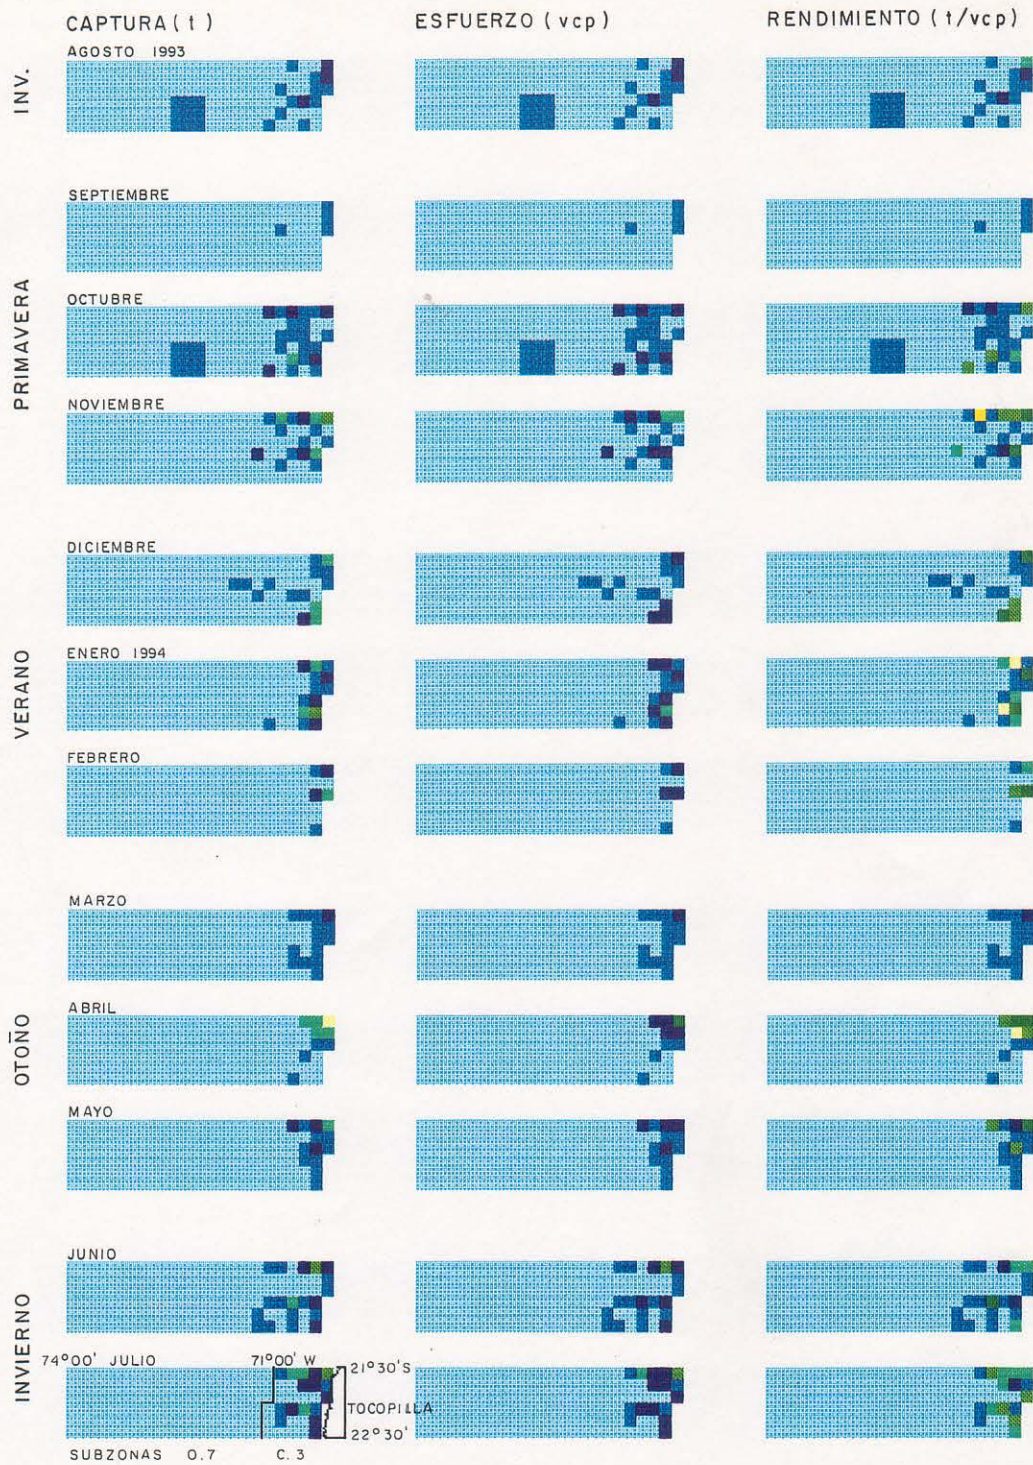 CAPTURA (t) ESFUERZO (vcp) RENDIMIENTO (t/vcp)
INV.
AGOSTO 1993
PRIMAVERA
SEPTIEMBRE
OCTUBRE
NOVIEMBRE
VERANO
DICIEMBRE
ENERO 1994
FEBRERO
OTOÑO
MARZO
ABRIL
MAYO
INVIERNO
JUNIO
74°00' JULIO 71°00' W
21°30'S
TOCOPILLA
22°30'
SUBZONAS O.7 C.3